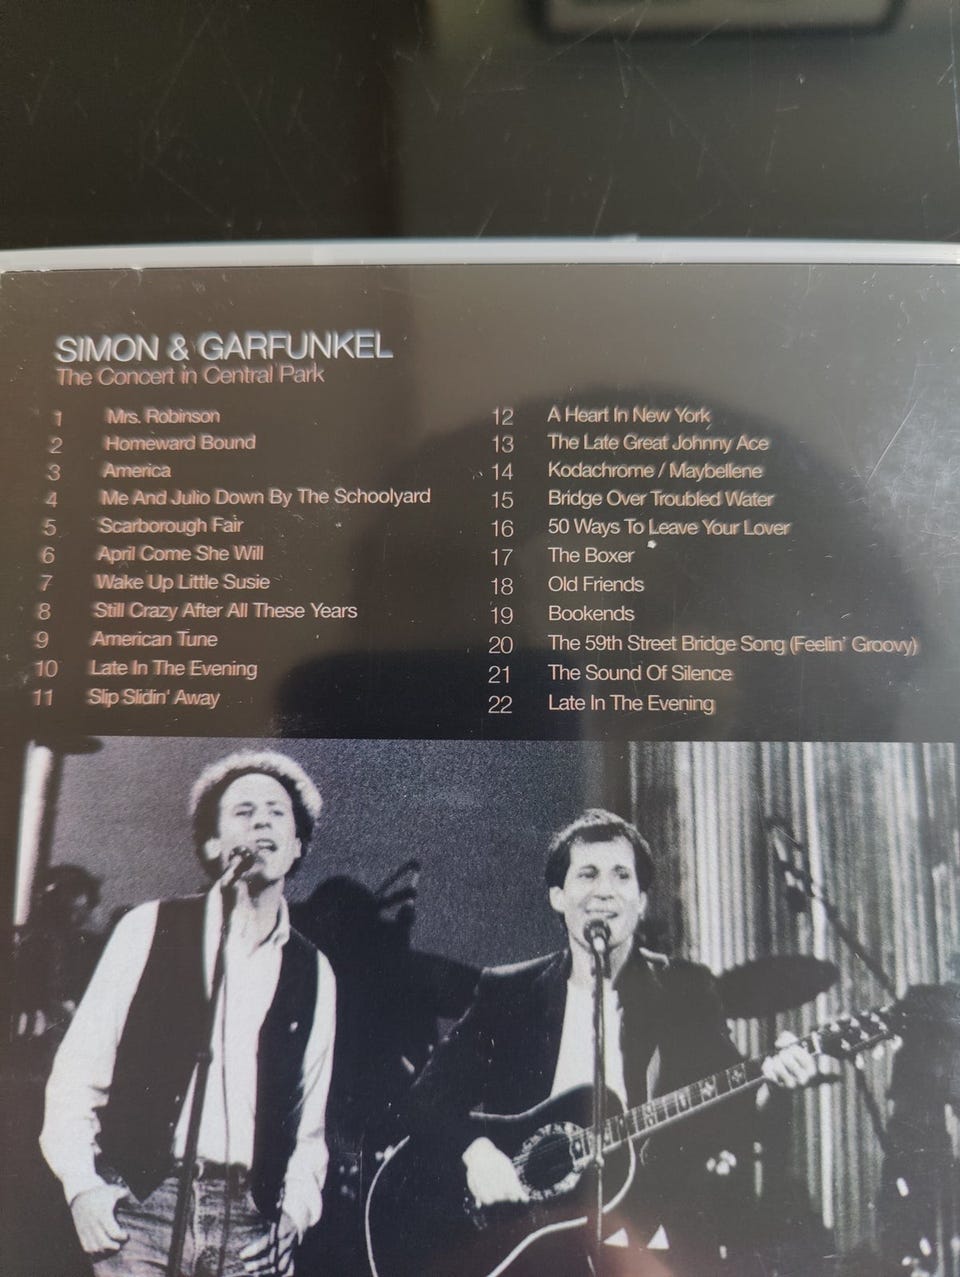 SIMON & GARFUNKEL
The Concert in Central Park
1 Mrs. Robinson
2 Homeward Bound
3 America
4 Me And Julio Down By The Schoolyard
5 Scarborough Fair
6 April Come She Will
7 Wake Up Little Susie
8 Still Crazy After All These Years
9 American Tune
10 Late In The Evening
11 Slip Slidin' Away
12 A Heart In New York
13 The Late Great Johnny Ace
14 Kodachrome / Maybellene
15 Bridge Over Troubled Water
16 50 Ways To Leave Your Lover
17 The Boxer
18 Old Friends
19 Bookends
20 The 59th Street Bridge Song (Feelin' Groovy)
21 The Sound Of Silence
22 Late In The Evening